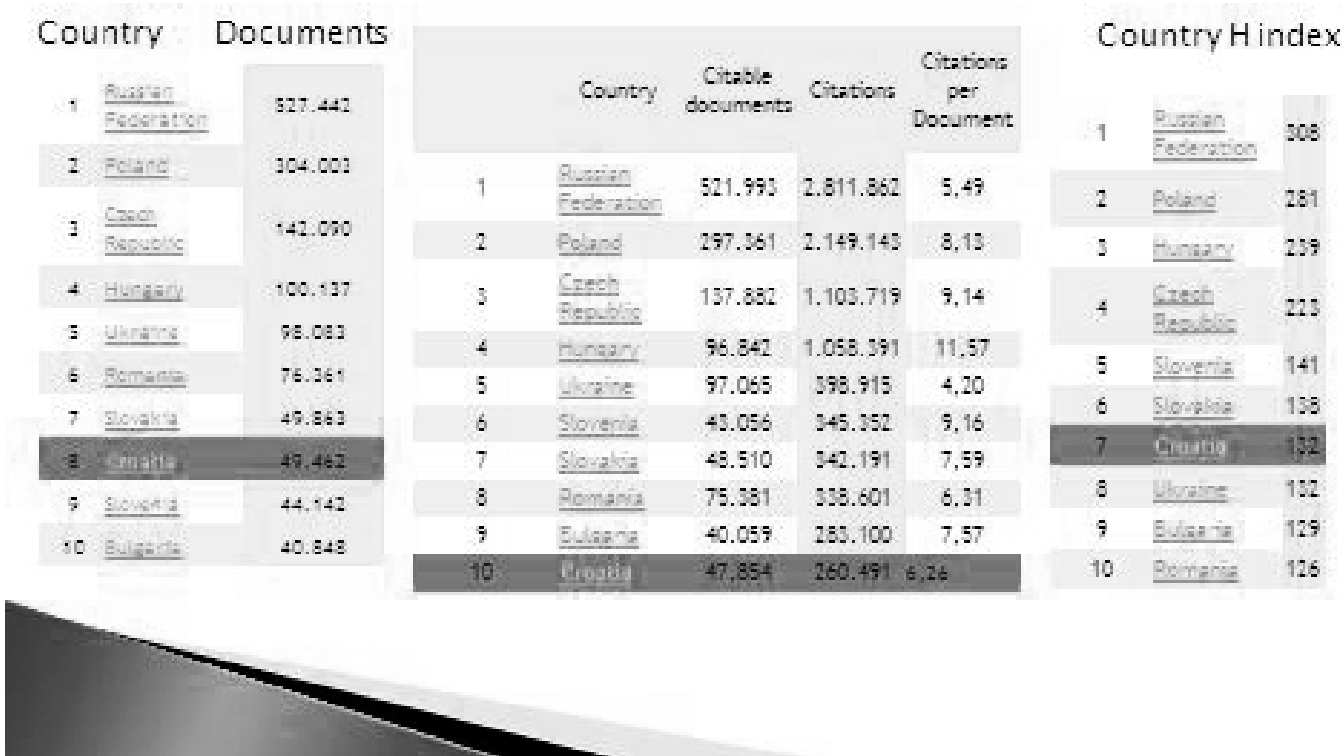 Country Documents
1 Russian Federation 527.442
2 Poland 304.003
3 Czech Republic 142.090
4 Hungary 100.137
5 Ukraine 98.083
6 Romania 76.361
7 Slovakia 49.863
8 Croatia 49.462
9 Slovenia 44.142
10 Bulgaria 40.848
Country Citable documents Citations Citations per Document
1 Russian Federation 521.993 2.811.862 5,49
2 Poland 297.361 2.149.143 8,13
3 Czech Republic 137.882 1.103.719 9,14
4 Hungary 96.842 1.058.391 11,57
5 Ukraine 97.065 398.915 4,20
6 Slovenia 43.056 345.352 9,16
7 Slovakia 48.510 342.191 7,59
8 Romania 75.381 338.601 6,31
9 Bulgaria 40.059 283.100 7,57
10 Croatia 47.854 260.491 6,26
Country H index
1 Russian Federation 308
2 Poland 281
3 Hungary 239
4 Czech Republic 223
5 Slovenia 141
6 Slovakia 138
7 Croatia 132
8 Ukraine 132
9 Bulgaria 129
10 Romania 126